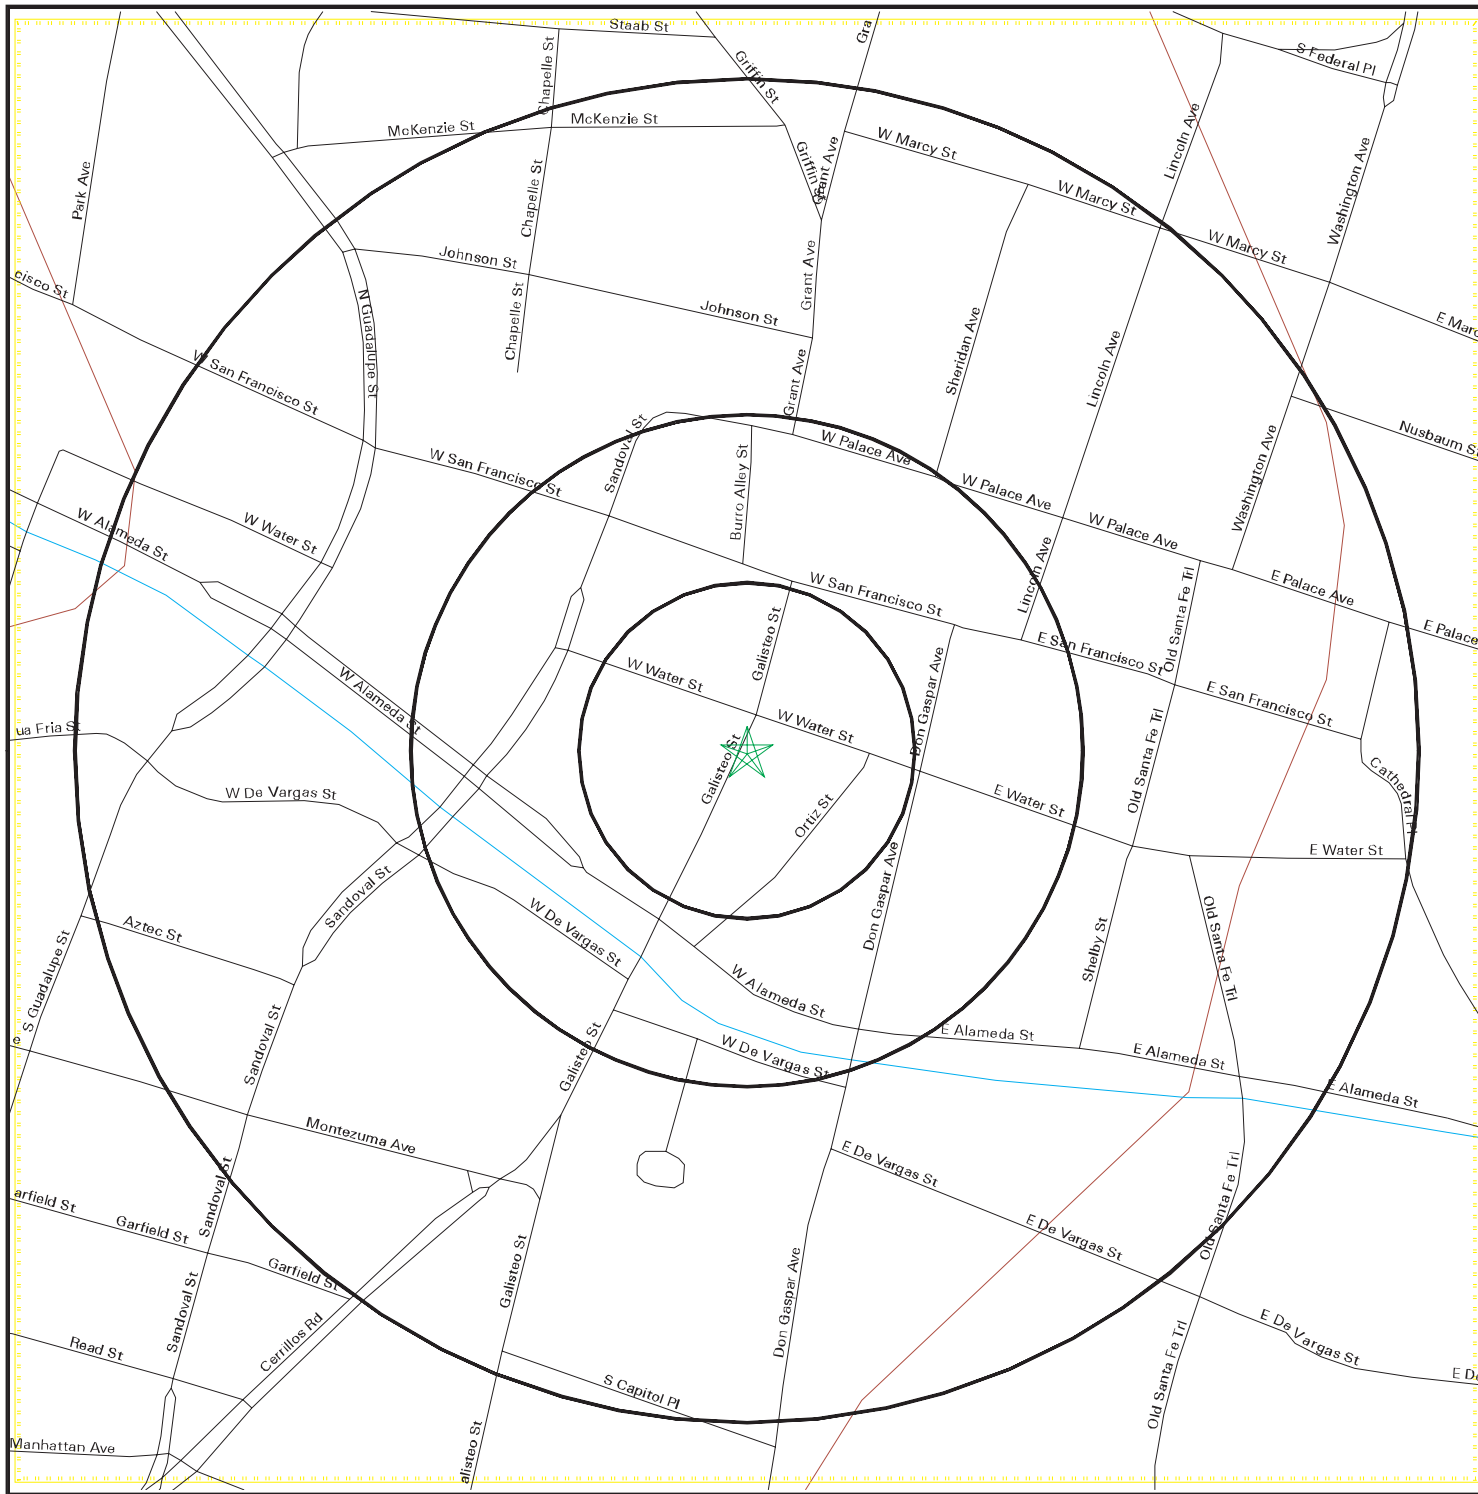 Staab St
Gra
S Federal Pl
Chapelle St
Griffin St
McKenzie St
McKenzie St
W Marcy St
Lincoln Ave
Griffin St
Grant Ave
Park Ave
Chapelle St
W Marcy St
Washington Ave
W Marcy St
Johnson St
Grant Ave
cisco St
N Guadalupe St
Chapelle St
Johnson St
E Marc
Sheridan Ave
Lincoln Ave
W San Francisco St
Grant Ave
Nusbaum St
Sandoval St
W Palace Ave
W San Francisco St
Burro Alley St
W Palace Ave
Washington Ave
W Alameda St
W Water St
W Palace Ave
Lincoln Ave
E Palace Ave
W San Francisco St
Old Santa Fe Trl
Galisteo St
E San Francisco St
E Palace
W Water St
W Alameda St
Don Gaspar Ave
E San Francisco St
ua Fria St
W Water St
Galisteo St
Old Santa Fe Trl
Cathedral Pl
W De Vargas St
Ortiz St
E Water St
E Water St
Sandoval St
Don Gaspar Ave
Aztec St
W De Vargas St
Shelby St
Old Santa Fe Trl
S Guadalupe St
W Alameda St
e
Sandoval St
Galisteo St
W De Vargas St
E Alameda St
E Alameda St
E Alameda St
Montezuma Ave
E De Vargas St
arfield St
Garfield St
Sandoval St
E De Vargas St
Old Santa Fe Trl
Garfield St
Galisteo St
Don Gaspar Ave
Read St
Sandoval St
Cerrillos Rd
E De Vargas St
E De
S Capitol Pl
Old Santa Fe Trl
Manhattan Ave
alisteo St